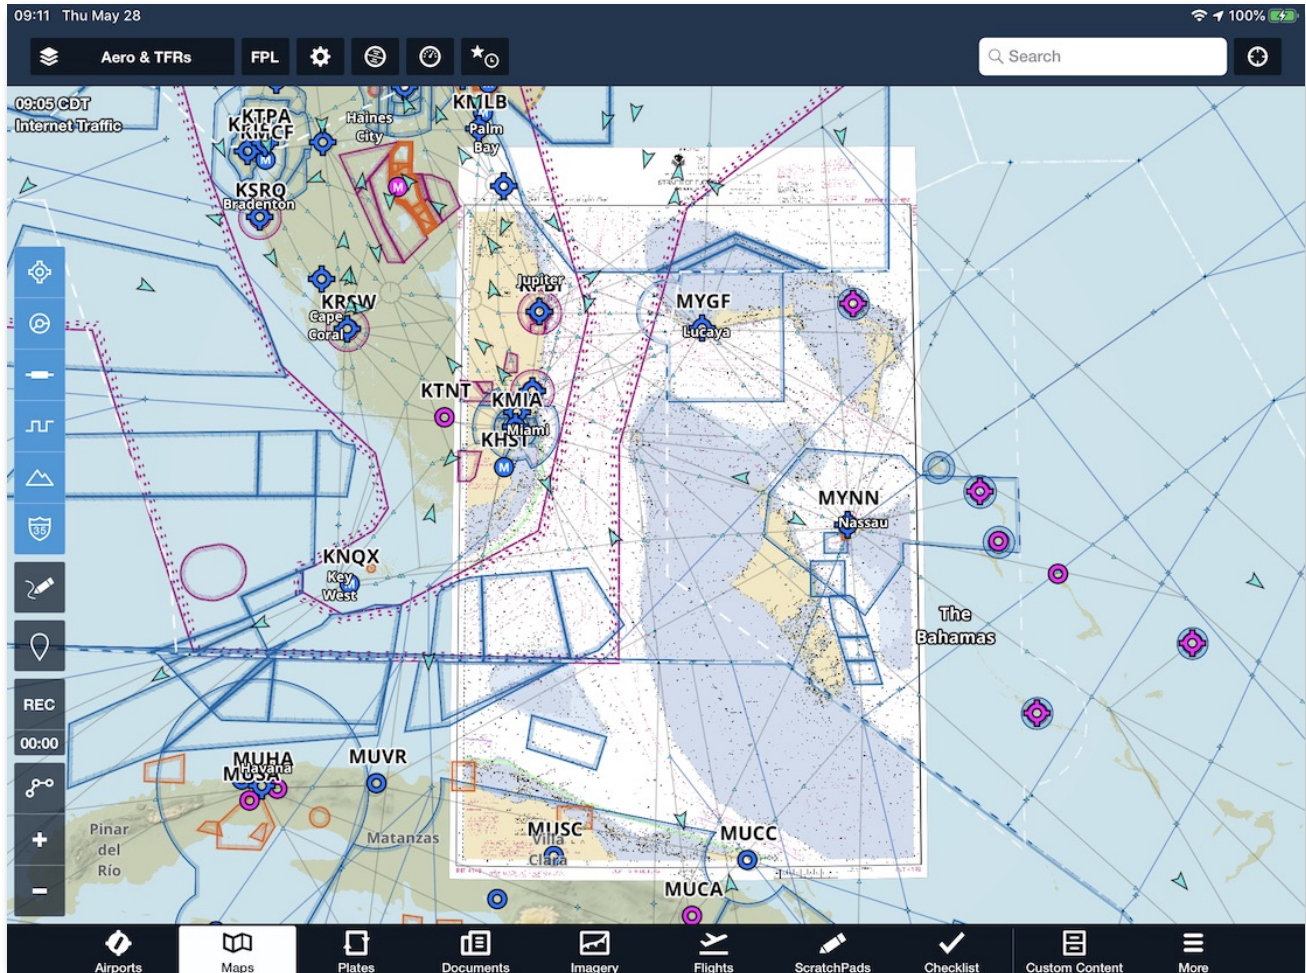 09:11 Thu May 28
100%
Aero & TFRs
FPL
Search
09:05 CDT
Internet Traffic
KTPA
KMCF
Haines
City
KMLB
Palm
Bay
KSRQ
Bradenton
KRSW
Cape
Coral
Jupiter
KPBI
MYGF
Lucaya
KTNT
KMIA
Miami
KHST
MYNN
Nassau
35
KNQX
Key
West
The
Bahamas
M
M
M
REC
00:00
MUHA
Havana
MUVR
Pinar
del
Río
Matanzas
MUSC
Villa
Clara
MUCC
MUCA
Airports
Maps
Plates
Documents
Imagery
Flights
ScratchPads
Checklist
Custom Content
More